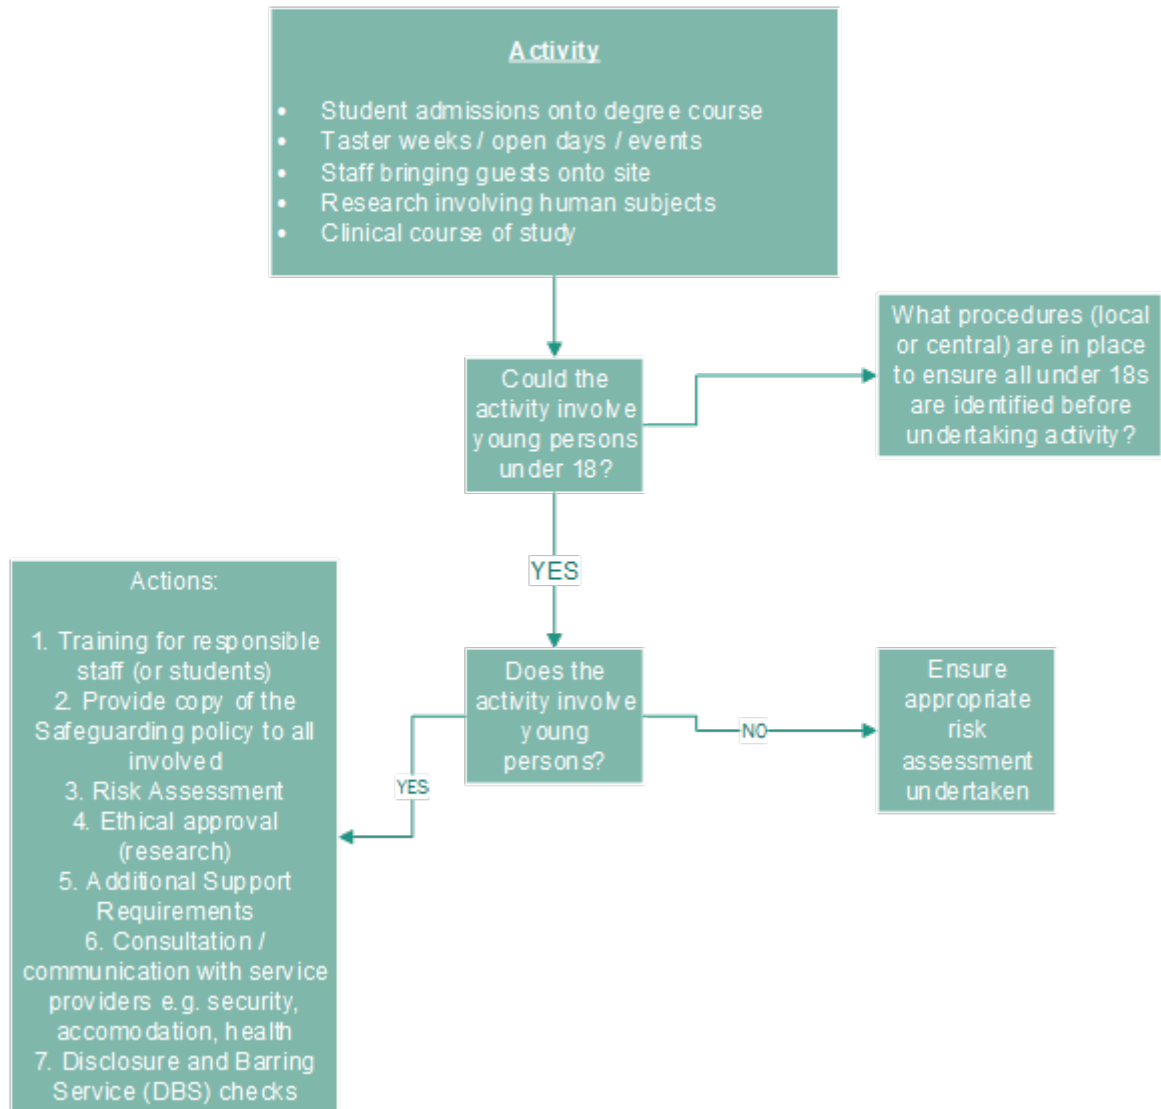 Activity
• Student admissions onto degree course
• Taster weeks / open days / events
• Staff bringing guests onto site
• Research involving human subjects
• Clinical course of study
What procedures (local
or central) are in place
to ensure all under 18s
are identified before
undertaking activity?
Could the
activity involve
young persons
under 18?
YES
Actions:
1. Training for responsible
staff (or students)
2. Provide copy of the
Safeguarding policy to all
involved
3. Risk Assessment
4. Ethical approval
(research)
5. Additional Support
Requirements
6. Consultation /
communication with service
providers e.g. security,
accomodation, health
7. Disclosure and Barring
Service (DBS) checks
YES
Does the
activity involve
young
persons?
NO
Ensure
appropriate
risk
assessment
undertaken